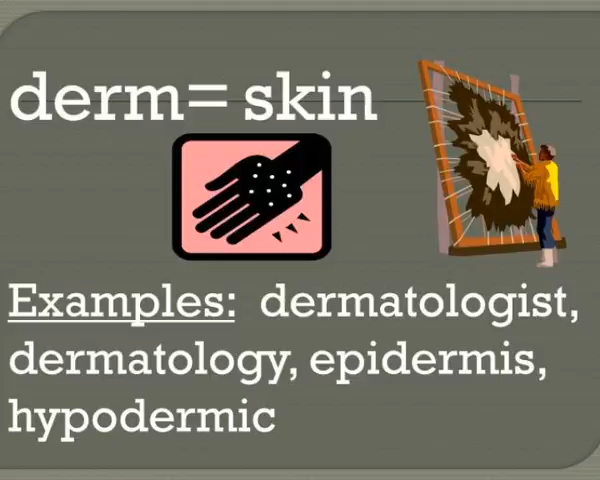 derm= skin
Examples: dermatologist,
dermatology, epidermis,
hypodermic